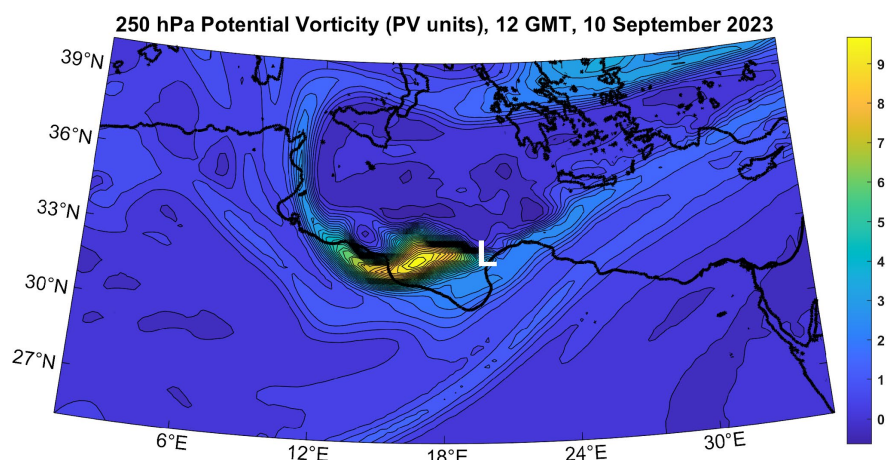 250 hPa Potential Vorticity (PV units), 12 GMT, 10 September 2023
39°N
36°N
33°N
30°N
27°N
6°E
12°E
18°E
24°E
30°E
L
9
8
7
6
5
4
3
2
1
0